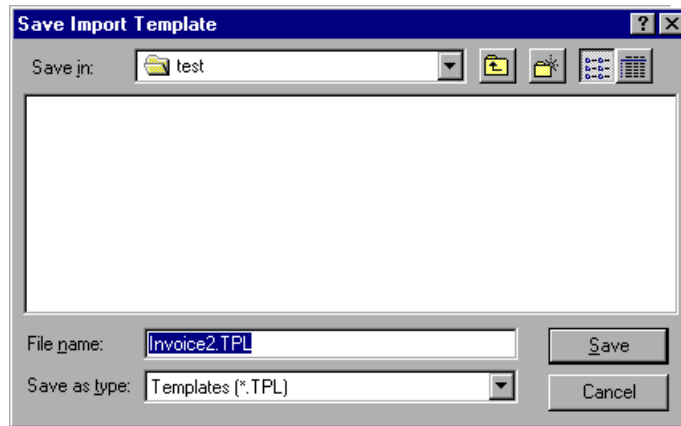 Save Import Template
Save in: test
File name: Invoice2.TPL
Save
Save as type: Templates (*.TPL)
Cancel